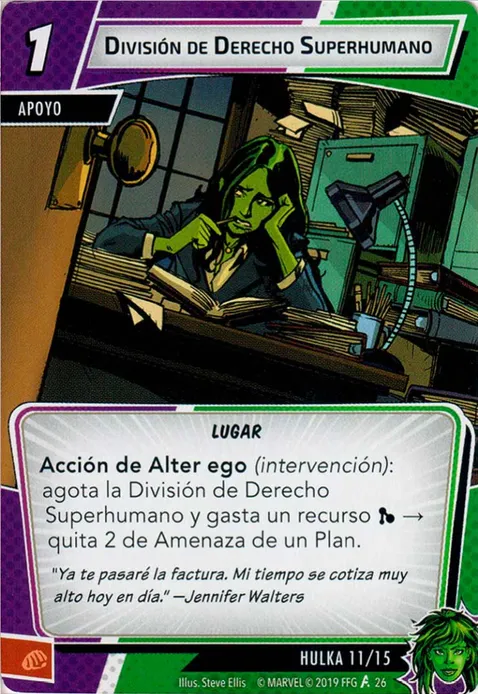 1
DIVISIÓN DE DERECHO SUPERHUMANO
APOYO
LUGAR
Acción de Alter ego (intervención):
agota la División de Derecho
Superhumano y gasta un recurso →
quita 2 de Amenaza de un Plan.
"Ya te pasaré la factura. Mi tiempo se cotiza muy
alto hoy en día." —Jennifer Walters
HULKA 11/15
Illus. Steve Ellis © MARVEL © 2019 FFG 26